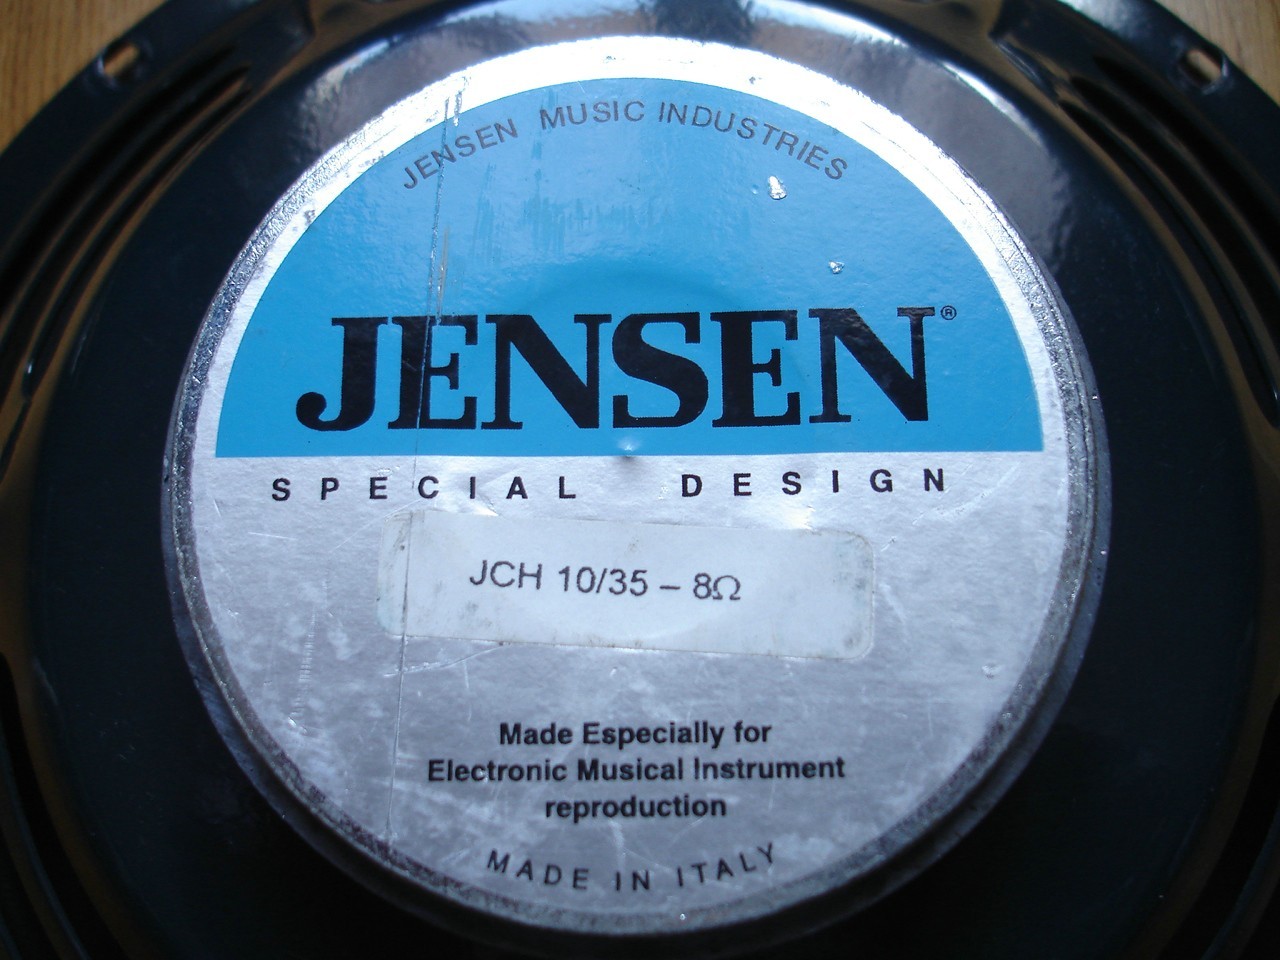 JENSEN MUSIC INDUSTRIES
JENSEN®
SPECIAL DESIGN
JCH 10/35 – 8Ω
Made Especially for
Electronic Musical Instrument
reproduction
MADE IN ITALY